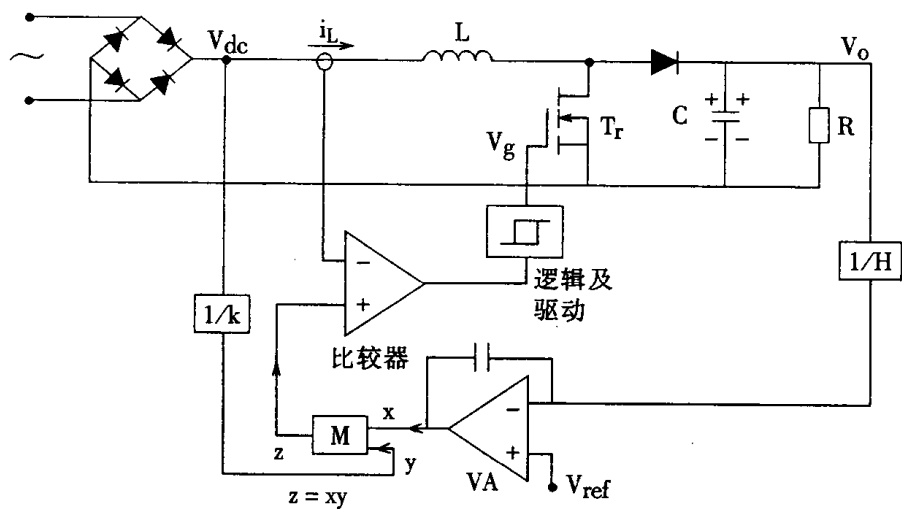 V_dc
i_L
L
V_o
C
+
+
−
−
R
T_r
V_g
1/H
逻辑及
驱动
−
+
比较器
1/k
x
M
z
y
−
+
VA
V_ref
z = xy